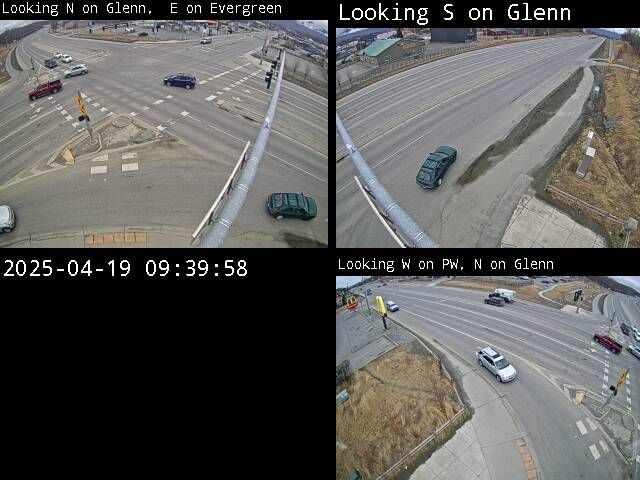 Looking N on Glenn,  E on Evergreen
Looking S on Glenn
2025-04-19 09:39:58
Looking W on PW, N on Glenn